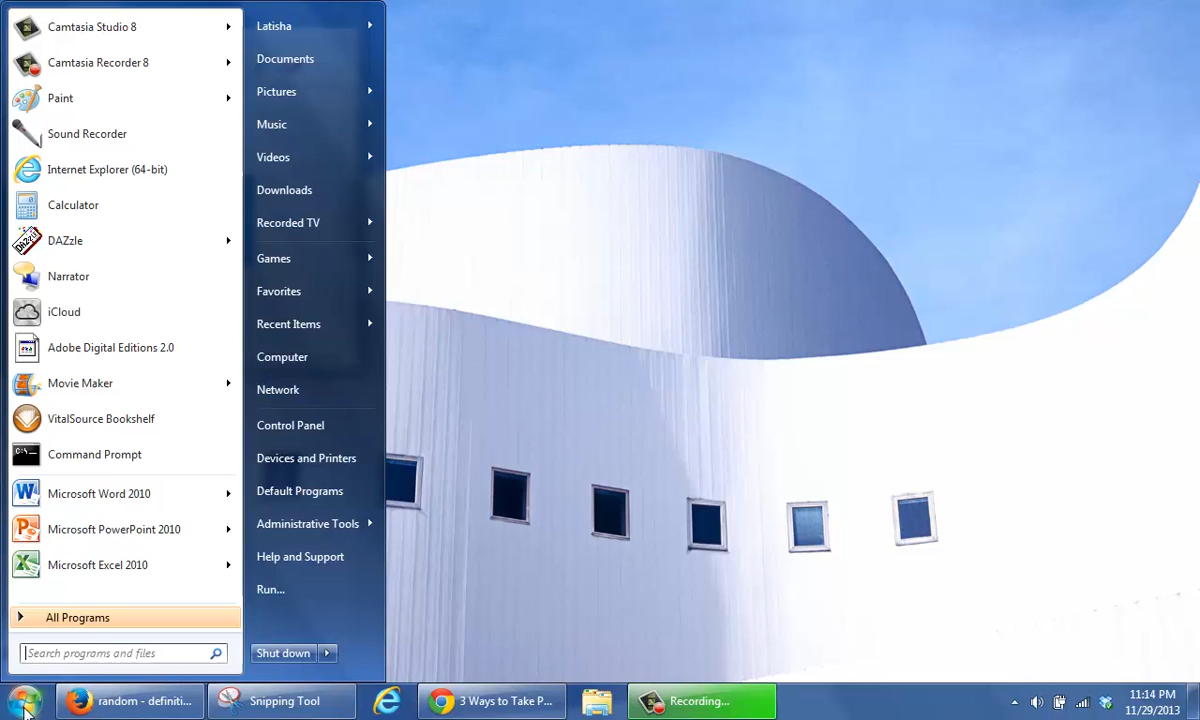 Camtasia Studio 8
Camtasia Recorder 8
Paint
Sound Recorder
Internet Explorer (64-bit)
Calculator
DAZzle
Narrator
iCloud
Adobe Digital Editions 2.0
Movie Maker
VitalSource Bookshelf
Command Prompt
Microsoft Word 2010
Microsoft PowerPoint 2010
Microsoft Excel 2010
All Programs
Search programs and files
Latisha
Documents
Pictures
Music
Videos
Downloads
Recorded TV
Games
Favorites
Recent Items
Computer
Network
Control Panel
Devices and Printers
Default Programs
Administrative Tools
Help and Support
Run...
Shut down
random - definiti...
Snipping Tool
3 Ways to Take P...
Recording...
11:14 PM
11/29/2013